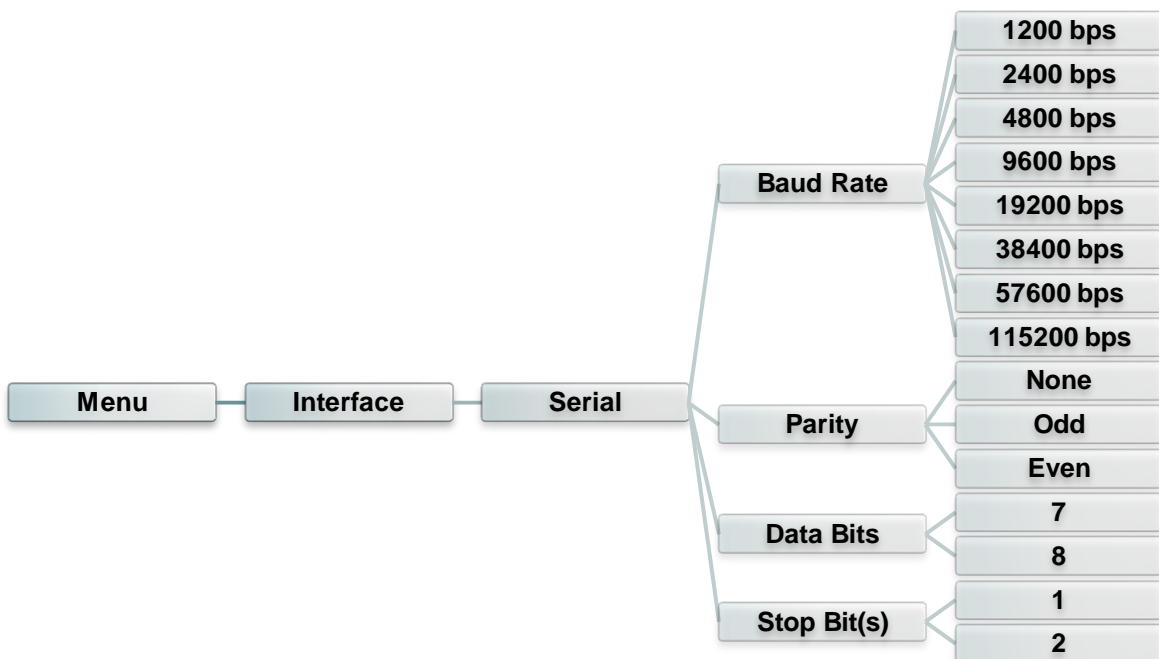 Menu
Interface
Serial
Baud Rate
1200 bps
2400 bps
4800 bps
9600 bps
19200 bps
38400 bps
57600 bps
115200 bps
Parity
None
Odd
Even
Data Bits
7
8
Stop Bit(s)
1
2